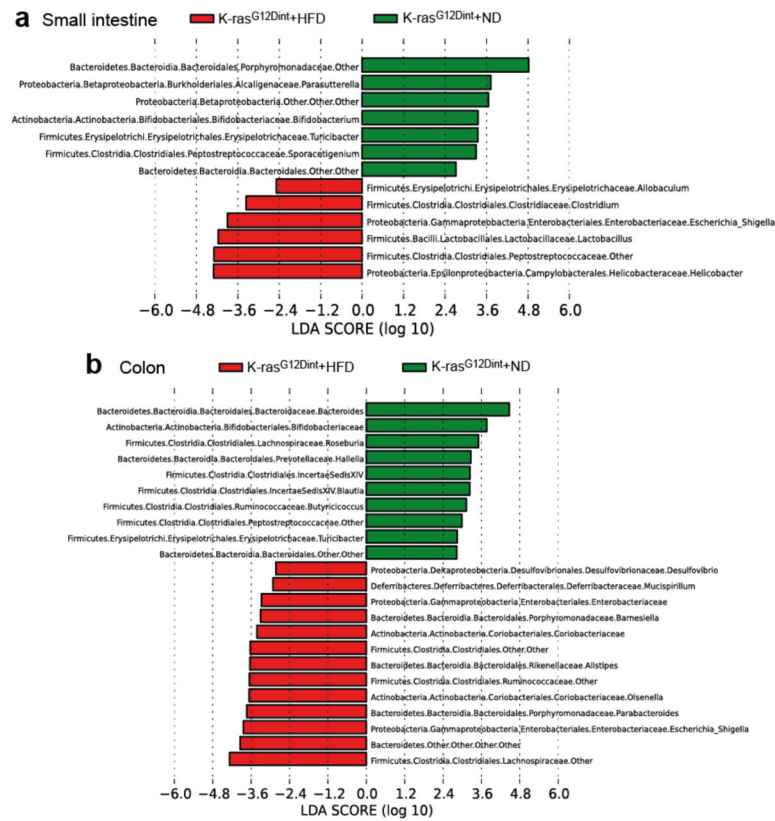 a Small intestine K-rasG12Dint+HFD K-rasG12Dint+ND
Bacteroidetes.Bacteroidia.Bacteroidales.Porphyromonadaceae.Other
Proteobacteria.Betaproteobacteria.Burkholderiales.Alcaligenaceae.Parasutterella
Proteobacteria.Betaproteobacteria.Other.Other.Other
Actinobacteria.Actinobacteria.Bifidobacteriales.Bifidobacteriaceae.Bifidobacterium
Firmicutes.Erysipelotrichi.Erysipelotrichales.Erysipelotrichaceae.Turicibacter
Firmicutes.Clostridia.Clostridiales.Peptostreptococcaceae.Sporacetigenium
Bacteroidetes.Bacteroidia.Bacteroidales.Other.Other
Firmicutes.Erysipelotrichi.Erysipelotrichales.Erysipelotrichaceae.Allobaculum
Firmicutes.Clostridia.Clostridiales.Clostridiaceae.Clostridium
Proteobacteria.Gammaproteobacteria.Enterobacteriales.Enterobacteriaceae.Escherichia_Shigella
Firmicutes.Bacilli.Lactobacillales.Lactobacillaceae.Lactobacillus
Firmicutes.Clostridia.Clostridiales.Peptostreptococcaceae.Other
Proteobacteria.Epsilonproteobacteria.Campylobacterales.Helicobacteraceae.Helicobacter
−6.0 −4.8 −3.6 −2.4 −1.2 0.0 1.2 2.4 3.6 4.8 6.0
LDA SCORE (log 10)
b Colon K-rasG12Dint+HFD K-rasG12Dint+ND
Bacteroidetes.Bacteroidia.Bacteroidales.Bacteroidaceae.Bacteroides
Actinobacteria.Actinobacteria.Bifidobacteriales.Bifidobacteriaceae
Firmicutes.Clostridia.Clostridiales.Lachnospiraceae.Roseburia
Bacteroidetes.Bacteroidia.Bacteroidales.Prevotellaceae.Hallella
Firmicutes.Clostridia.Clostridiales.IncertaeSedisXIV
Firmicutes.Clostridia.Clostridiales.IncertaeSedisXIV.Blautia
Firmicutes.Clostridia.Clostridiales.Ruminococcaceae.Butyricicoccus
Firmicutes.Clostridia.Clostridiales.Peptostreptococcaceae.Other
Firmicutes.Erysipelotrichi.Erysipelotrichales.Erysipelotrichaceae.Turicibacter
Bacteroidetes.Bacteroidia.Bacteroidales.Other.Other
Proteobacteria.Deltaproteobacteria.Desulfovibrionales.Desulfovibrionaceae.Desulfovibrio
Deferribacteres.Deferribacteres.Deferribacterales.Deferribacteraceae.Mucispirillum
Proteobacteria.Gammaproteobacteria.Enterobacteriales.Enterobacteriaceae
Bacteroidetes.Bacteroidia.Bacteroidales.Porphyromonadaceae.Barnesiella
Actinobacteria.Actinobacteria.Coriobacteriales.Coriobacteriaceae
Firmicutes.Clostridia.Clostridiales.Other.Other
Bacteroidetes.Bacteroidia.Bacteroidales.Rikenellaceae.Alistipes
Firmicutes.Clostridia.Clostridiales.Ruminococcaceae.Other
Actinobacteria.Actinobacteria.Coriobacteriales.Coriobacteriaceae.Olsenella
Bacteroidetes.Bacteroidia.Bacteroidales.Porphyromonadaceae.Parabacteroides
Proteobacteria.Gammaproteobacteria.Enterobacteriales.Enterobacteriaceae.Escherichia_Shigella
Bacteroidetes.Other.Other.Other.Other
Firmicutes.Clostridia.Clostridiales.Lachnospiraceae.Other
−6.0 −4.8 −3.6 −2.4 −1.2 0.0 1.2 2.4 3.6 4.8 6.0
LDA SCORE (log 10)